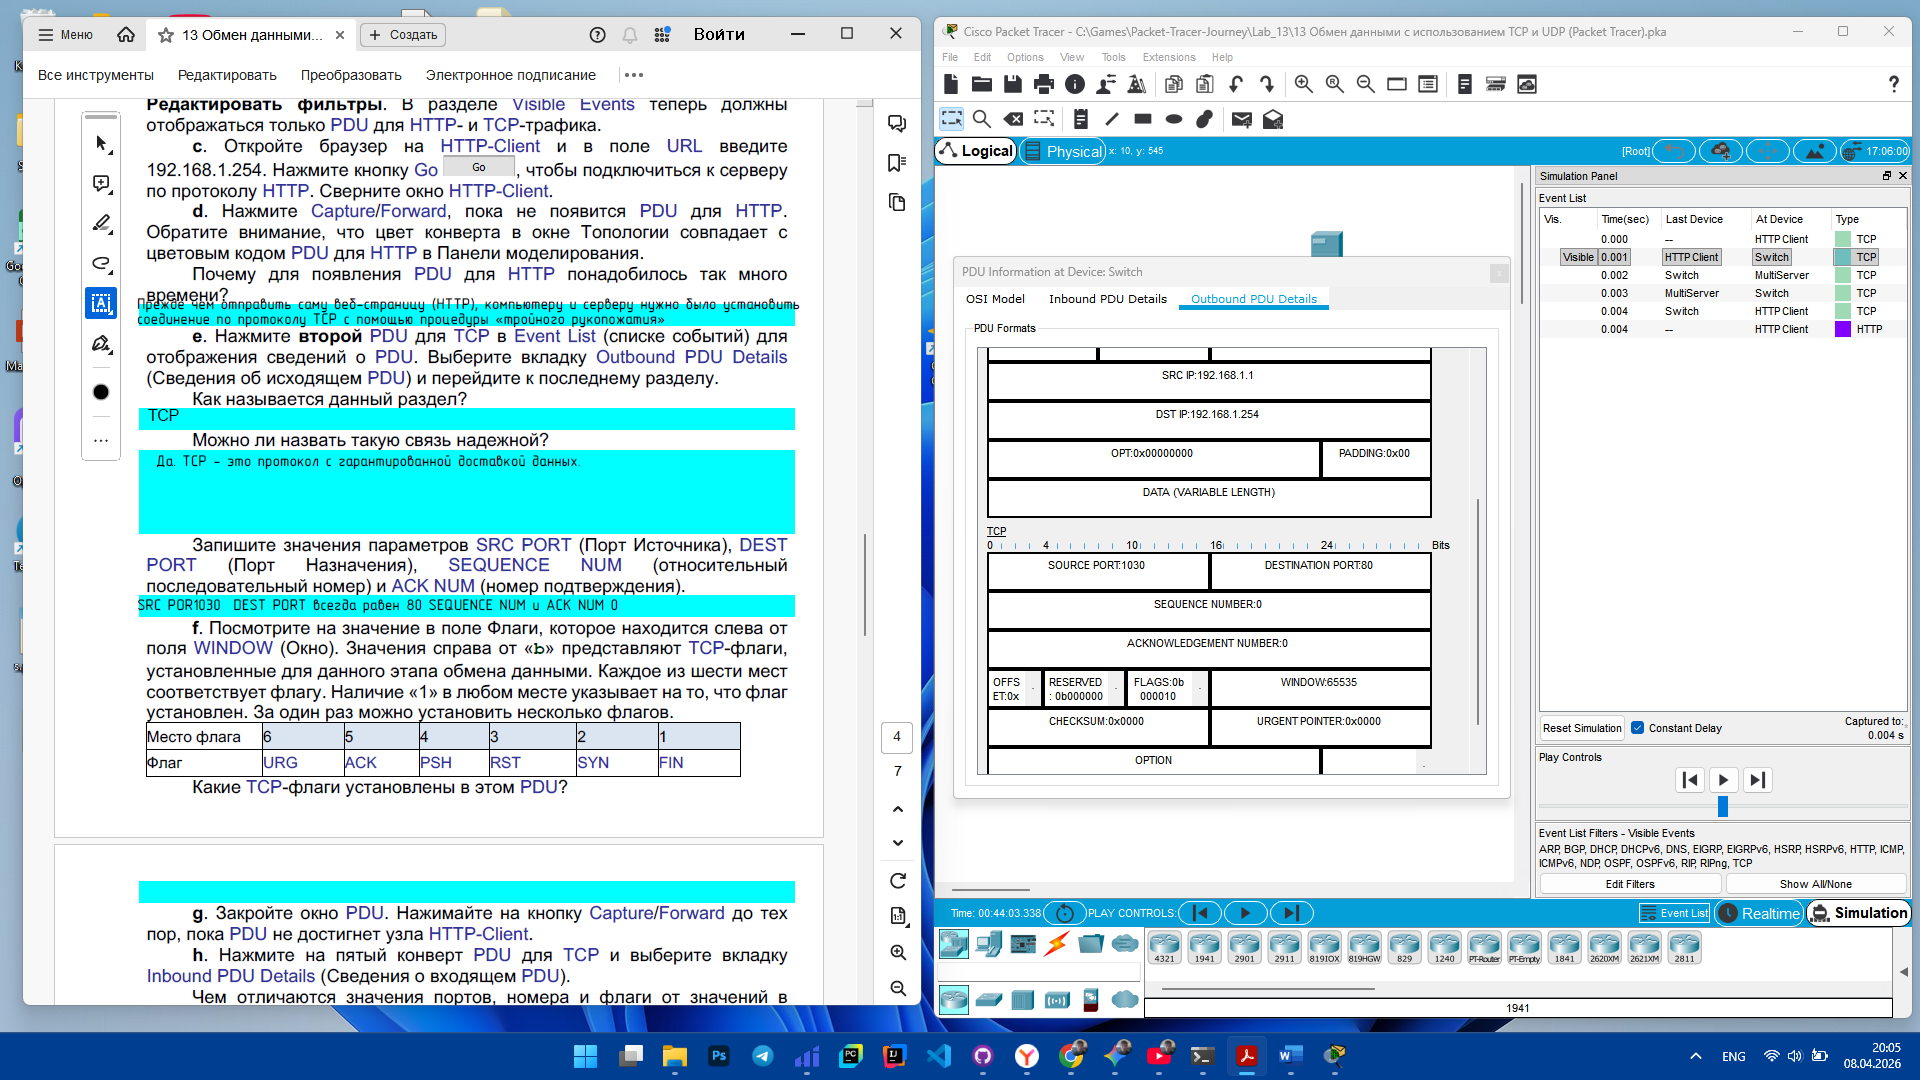 Меню
13 Обмен данными...
Создать
Войти
Все инструменты
Редактировать
Преобразовать
Электронное подписание
Редактировать фильтры. В разделе Visible Events теперь должны
отображаться только PDU для HTTP- и TCP-трафика.
c. Откройте браузер на HTTP-Client и в поле URL введите
192.168.1.254. Нажмите кнопку Go Go , чтобы подключиться к серверу
по протоколу HTTP. Сверните окно HTTP-Client.
d. Нажмите Capture/Forward, пока не появится PDU для HTTP.
Обратите внимание, что цвет конверта в окне Топологии совпадает с
цветовым кодом PDU для HTTP в Панели моделирования.
Почему для появления PDU для HTTP понадобилось так много
времени?
Прежде чем отправить саму веб-страницу (HTTP), компьютеру и серверу нужно было установить
соединение по протоколу TCP с помощью процедуры «тройного рукопожатия»
e. Нажмите второй PDU для TCP в Event List (списке событий) для
отображения сведений о PDU. Выберите вкладку Outbound PDU Details
(Сведения об исходящем PDU) и перейдите к последнему разделу.
Как называется данный раздел?
TCP
Можно ли назвать такую связь надежной?
Да. TCP - это протокол с гарантированной доставкой данных.
Запишите значения параметров SRC PORT (Порт Источника), DEST
PORT (Порт Назначения), SEQUENCE NUM (относительный
последовательный номер) и ACK NUM (номер подтверждения).
SRC POR1030 DEST PORT всегда равен 80 SEQUENCE NUM и ACK NUM 0
f. Посмотрите на значение в поле Флаги, которое находится слева от
поля WINDOW (Окно). Значения справа от «b» представляют TCP-флаги,
установленные для данного этапа обмена данными. Каждое из шести мест
соответствует флагу. Наличие «1» в любом месте указывает на то, что флаг
установлен. За один раз можно установить несколько флагов.
Место флага 6 5 4 3 2 1
Флаг URG ACK PSH RST SYN FIN
Какие TCP-флаги установлены в этом PDU?
g. Закройте окно PDU. Нажимайте на кнопку Capture/Forward до тех
пор, пока PDU не достигнет узла HTTP-Client.
h. Нажмите на пятый конверт PDU для TCP и выберите вкладку
Inbound PDU Details (Сведения о входящем PDU).
Чем отличаются значения портов, номера и флаги от значений в
4
7
Cisco Packet Tracer - C:\Games\Packet-Tracer-Journey\Lab_13\13 Обмен данными с использованием TCP и UDP (Packet Tracer).pka
File Edit Options View Tools Extensions Help
?
Logical
Physical
x: 10, y: 545
[Root]
17:06:00
PDU Information at Device: Switch
OSI Model
Inbound PDU Details
Outbound PDU Details
PDU Formats
SRC IP:192.168.1.1
DST IP:192.168.1.254
OPT:0x00000000
PADDING:0x00
DATA (VARIABLE LENGTH)
TCP
0 4 10 16 24 Bits
SOURCE PORT:1030
DESTINATION PORT:80
SEQUENCE NUMBER:0
ACKNOWLEDGEMENT NUMBER:0
OFFS
ET:0x
RESERVED
: 0b000000
FLAGS:0b
000010
WINDOW:65535
CHECKSUM:0x0000
URGENT POINTER:0x0000
OPTION
Simulation Panel
Event List
Vis. Time(sec) Last Device At Device Type
0.000 -- HTTP Client TCP
Visible 0.001 HTTP Client Switch TCP
0.002 Switch MultiServer TCP
0.003 MultiServer Switch TCP
0.004 Switch HTTP Client TCP
0.004 -- HTTP Client HTTP
Reset Simulation
Constant Delay
Captured to:
0.004 s
Play Controls
Event List Filters - Visible Events
ARP, BGP, DHCP, DHCPv6, DNS, EIGRP, EIGRPv6, HSRP, HSRPv6, HTTP, ICMP,
ICMPv6, NDP, OSPF, OSPFv6, RIP, RIPng, TCP
Edit Filters
Show All/None
Time: 00:44:03.338
PLAY CONTROLS:
Event List
Realtime
Simulation
4321 1941 2901 2911 819IOX 819HGW 829 1240 PT-Router PT-Empty 1841 2620XM 2621XM 2811
1941
Ps
ENG
20:05
08.04.2026